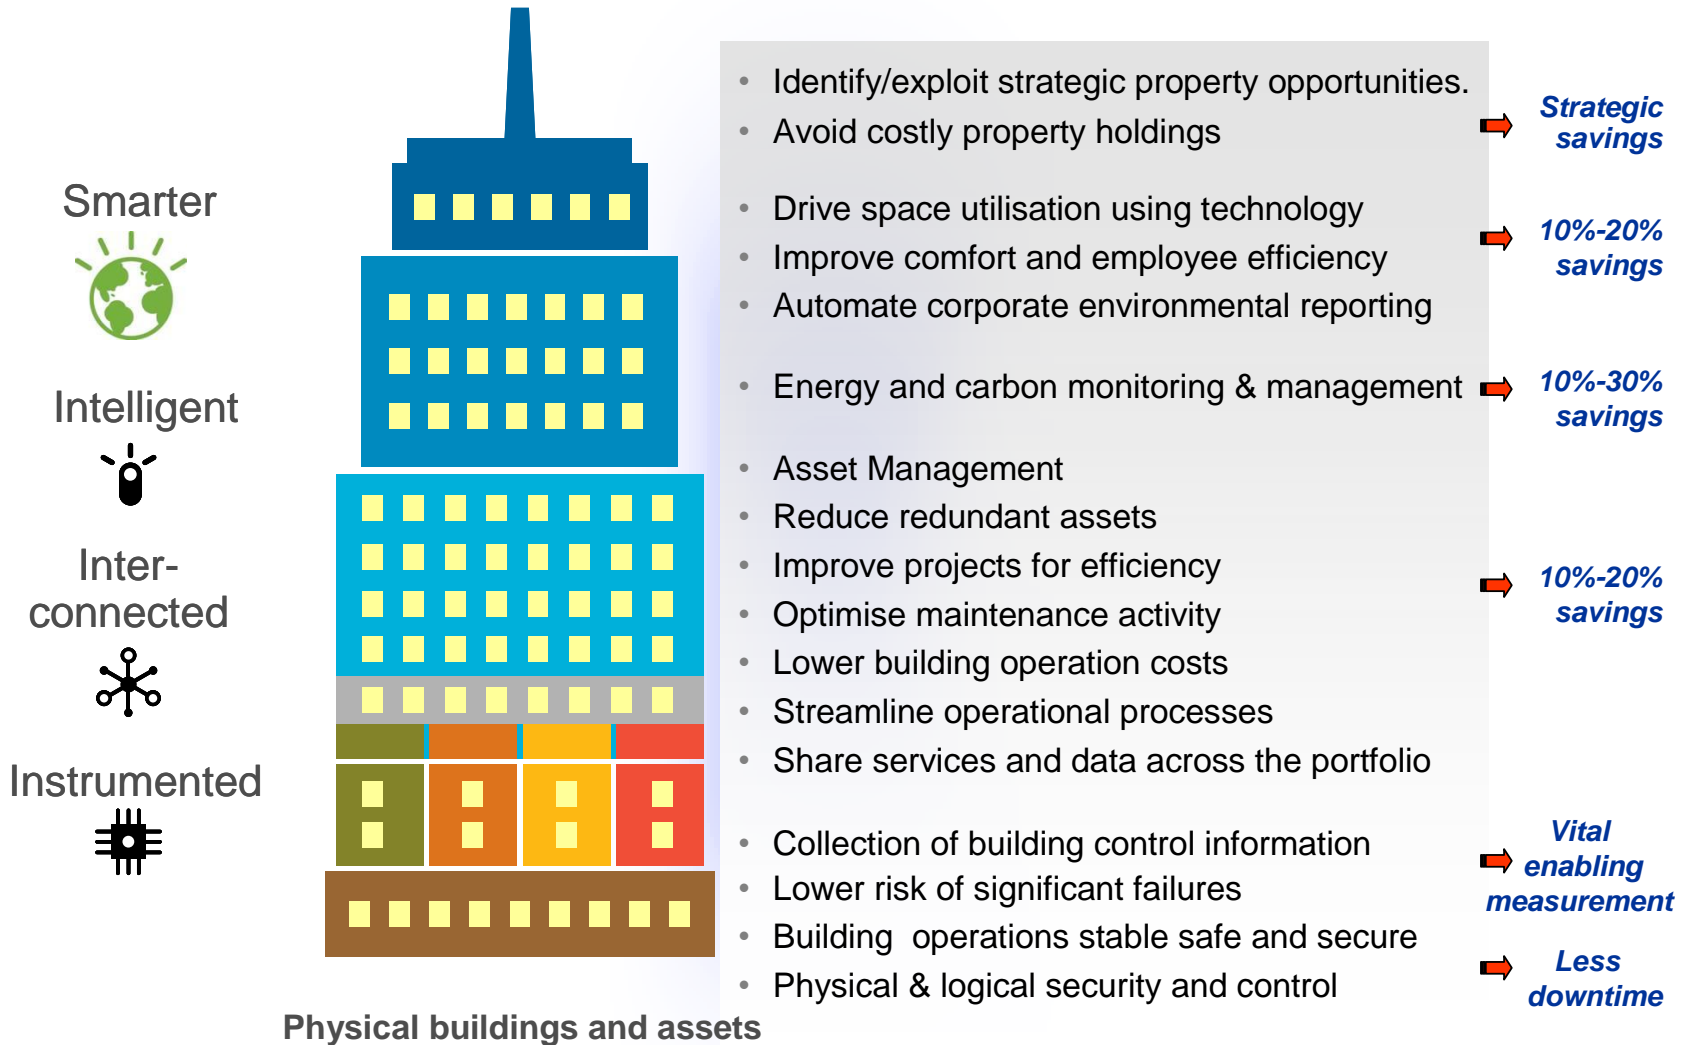 Smarter
Intelligent
Inter-
connected
Instrumented
Physical buildings and assets
• Identify/exploit strategic property opportunities.
• Avoid costly property holdings
• Drive space utilisation using technology
• Improve comfort and employee efficiency
• Automate corporate environmental reporting
• Energy and carbon monitoring & management
• Asset Management
• Reduce redundant assets
• Improve projects for efficiency
• Optimise maintenance activity
• Lower building operation costs
• Streamline operational processes
• Share services and data across the portfolio
• Collection of building control information
• Lower risk of significant failures
• Building  operations stable safe and secure
• Physical & logical security and control
Strategic
savings
10%-20%
savings
10%-30%
savings
10%-20%
savings
Vital
enabling
measurement
Less
downtime